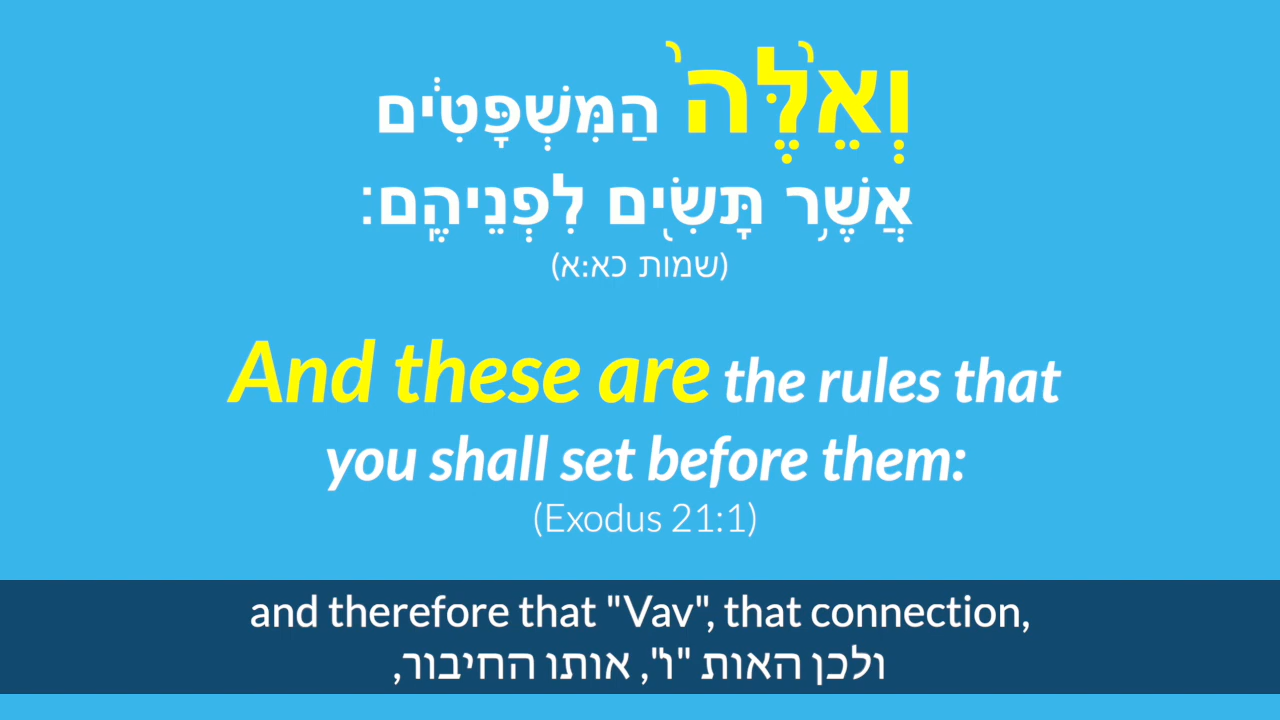 וְאֵ֙לֶּה֙ הַמִּשְׁפָּטִ֔ים
אֲשֶׁ֥ר תָּשִׂ֖ים לִפְנֵיהֶֽם׃
(שמות כא:א)
And these are the rules that
you shall set before them:
(Exodus 21:1)
and therefore that "Vav", that connection,
ולכן האות "ו", אותו החיבור,